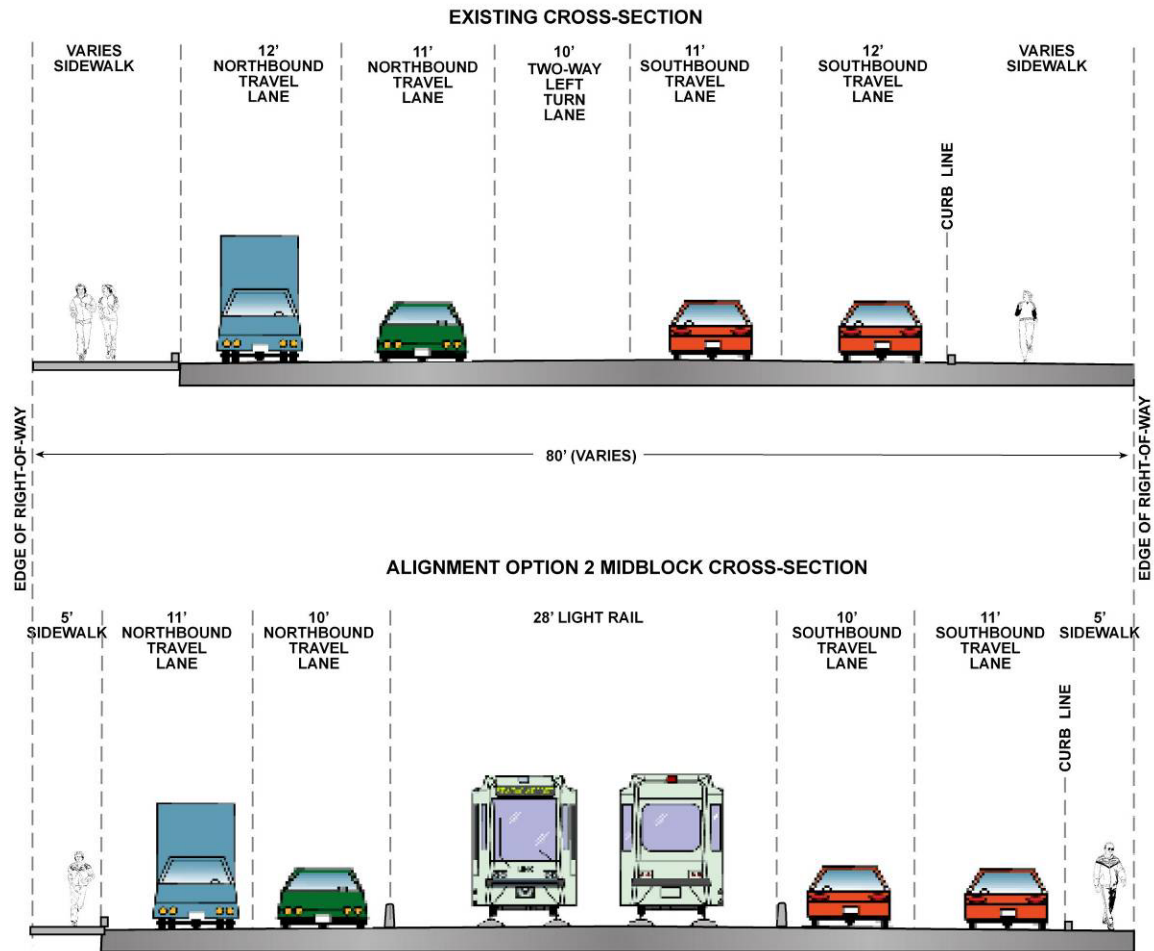 EXISTING CROSS-SECTION
VARIES
SIDEWALK
12'
NORTHBOUND
TRAVEL
LANE
11'
NORTHBOUND
TRAVEL
LANE
10'
TWO-WAY
LEFT
TURN
LANE
11'
SOUTHBOUND
TRAVEL
LANE
12'
SOUTHBOUND
TRAVEL
LANE
VARIES
SIDEWALK
CURB LINE
EDGE OF RIGHT-OF-WAY
80' (VARIES)
EDGE OF RIGHT-OF-WAY
ALIGNMENT OPTION 2 MIDBLOCK CROSS-SECTION
5'
SIDEWALK
11'
NORTHBOUND
TRAVEL
LANE
10'
NORTHBOUND
TRAVEL
LANE
28' LIGHT RAIL
10'
SOUTHBOUND
TRAVEL
LANE
11'
SOUTHBOUND
TRAVEL
LANE
5'
SIDEWALK
CURB LINE